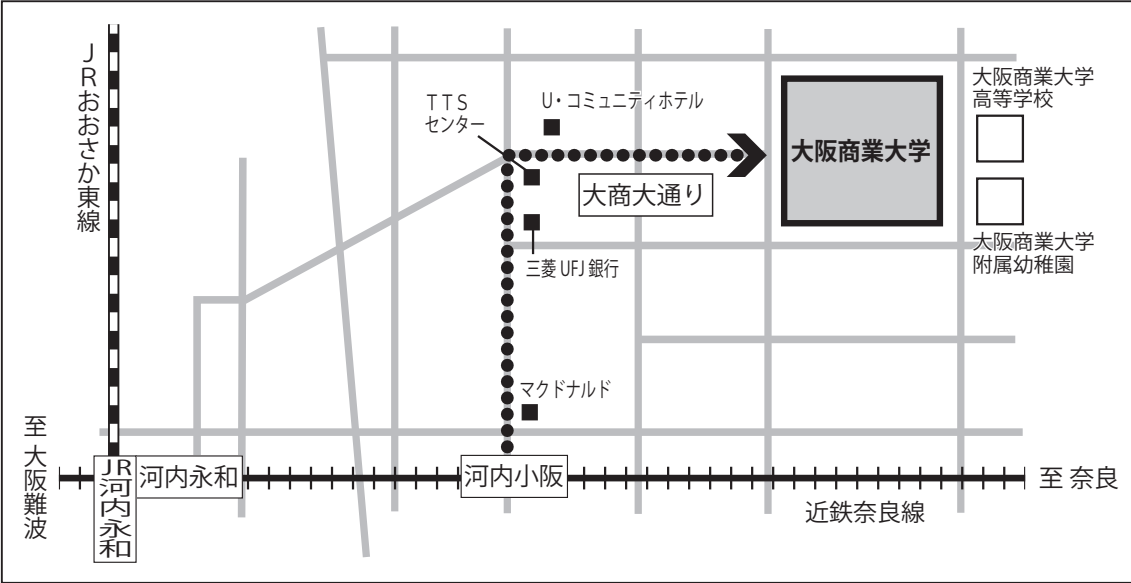 JRおおさか東線
TTS
センター
U・コミュニティホテル
大阪商業大学
高等学校
大阪商業大学
大商大通り
三菱UFJ銀行
大阪商業大学
附属幼稚園
マクドナルド
至 大阪難波
JR河内永和
河内永和
河内小阪
至 奈良
近鉄奈良線